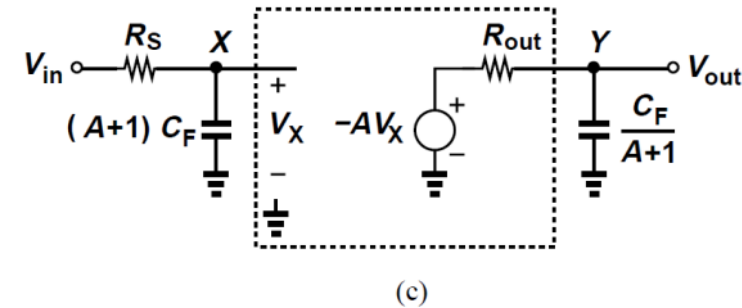 R_S X R_out Y
V_in V_out
+
(A+1) C_F V_X −AV_X + C_F/A+1
−
−
(c)